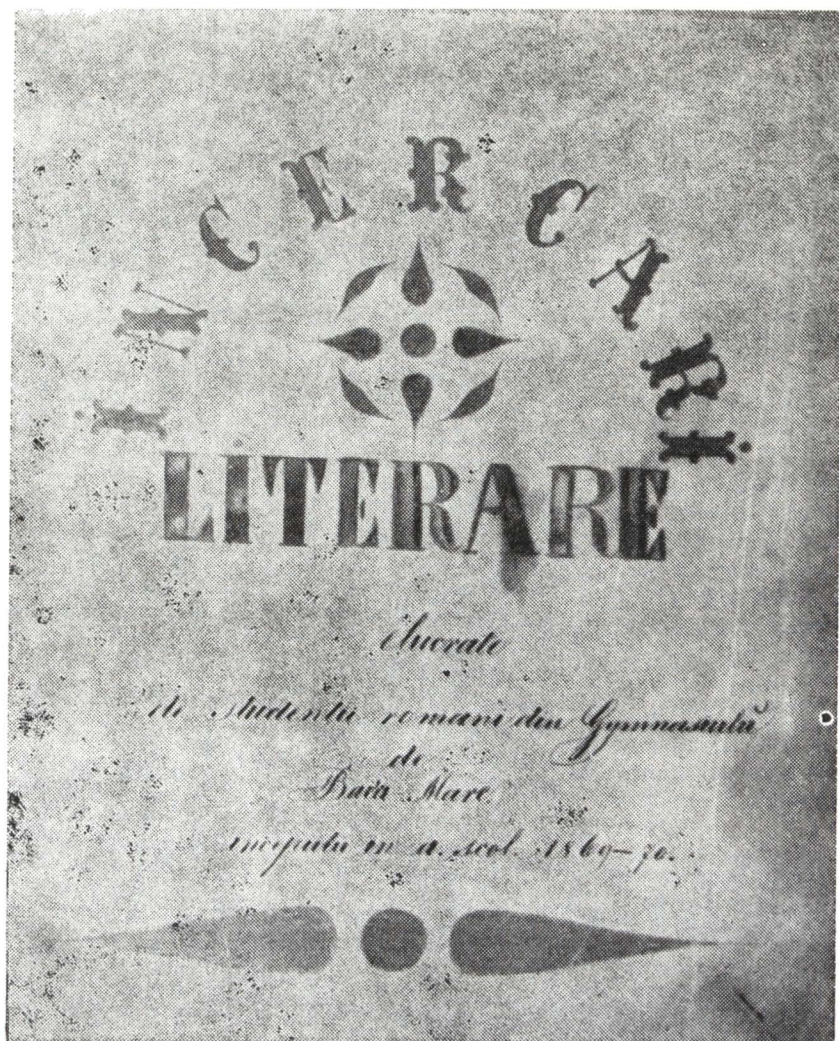 INCERCARI
LITERARE
elucrate
de studentii romani din Gymnasiulu
de
Baia Mare
inceputu in a. scol. 1869–70.